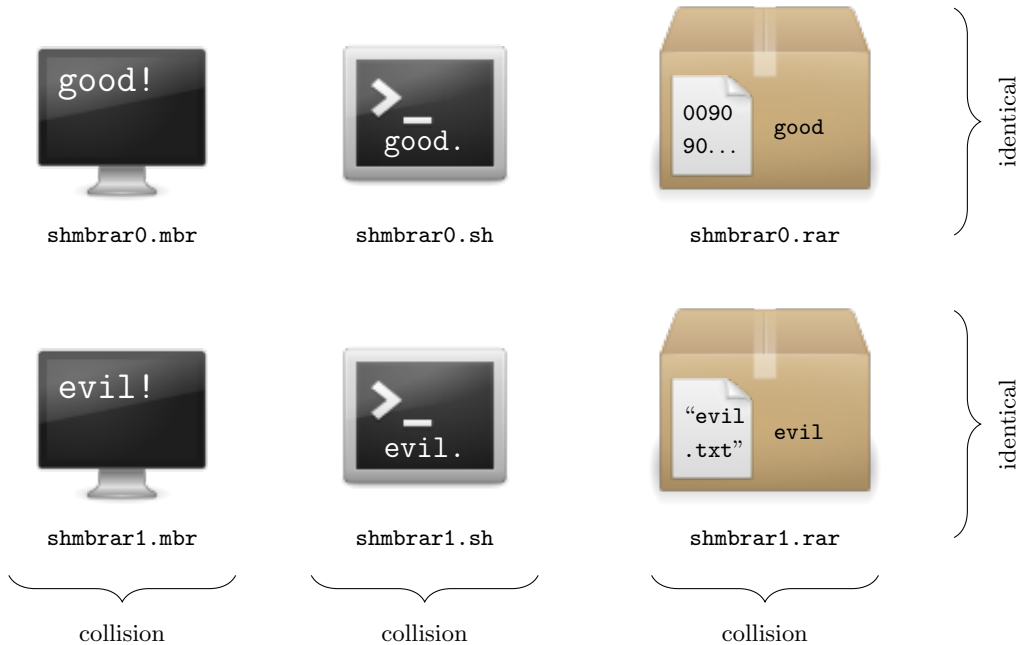 good!
>_
good.
0090
90...
good
identical
shmbrar0.mbr
shmbrar0.sh
shmbrar0.rar
evil!
>_
evil.
“evil
.txt”
evil
identical
shmbrar1.mbr
shmbrar1.sh
shmbrar1.rar
collision
collision
collision